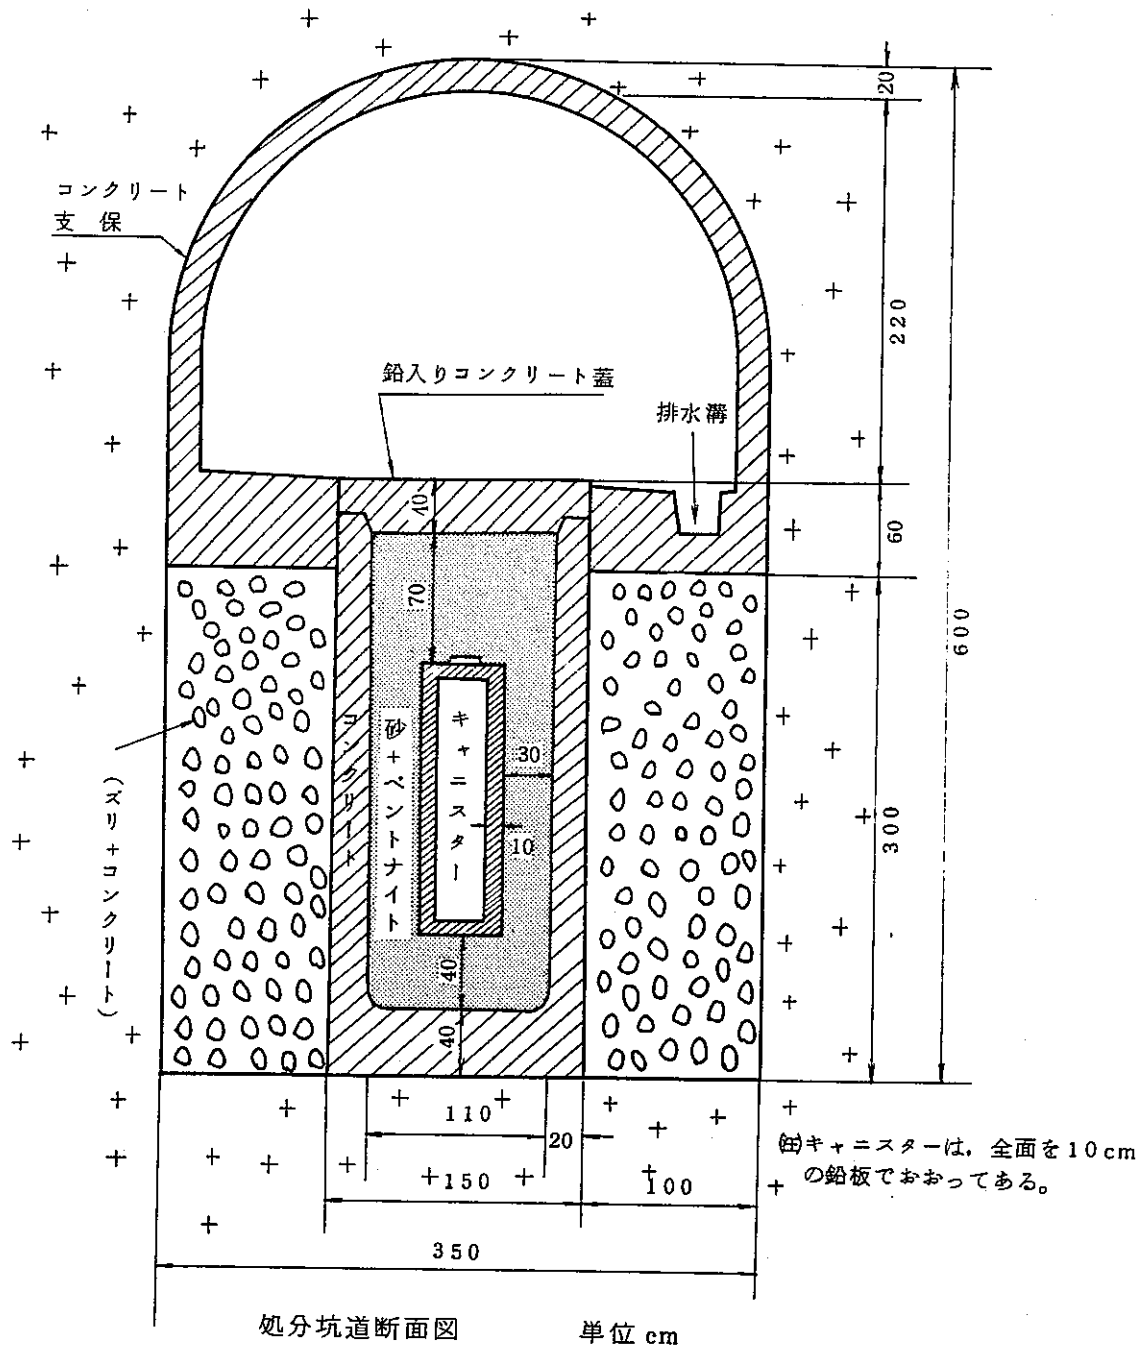 20
コンクリート
支 保
220
鉛入りコンクリート蓋
排水溝
40
60
70
600
コンクリート
砂+ベントナイト
キャニスター
30
10
300
(ズリ+コンクリート)
40
40
110
20
150
100
350
(注)キャニスターは,全面を10cm
の鉛板でおおってある。
処分坑道断面図 単位 cm